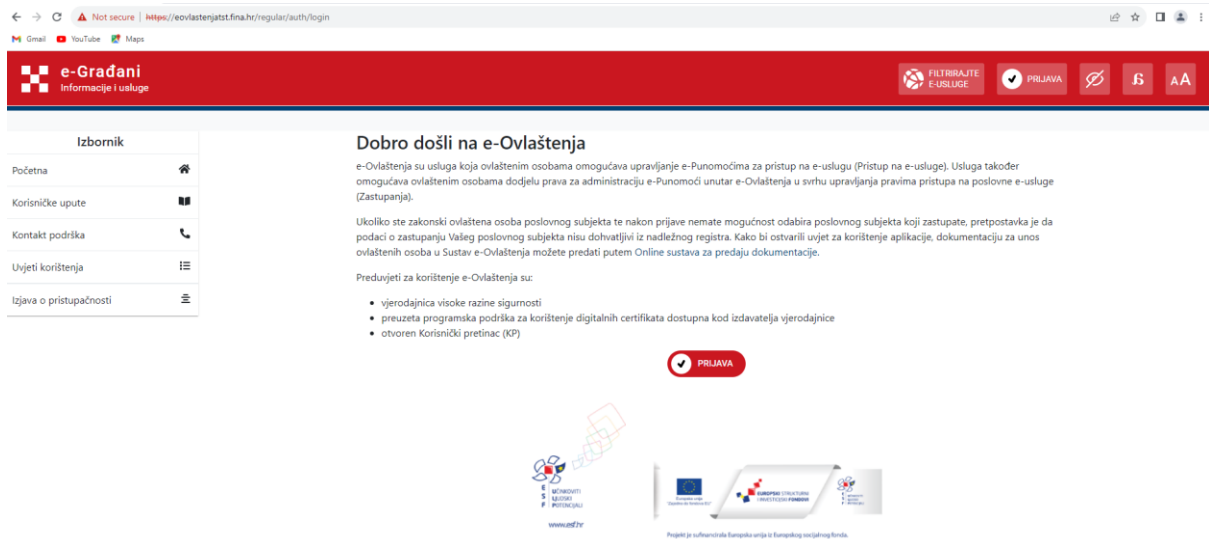 Not secure | https://eovlastenjatst.fina.hr/regular/auth/login
Gmail YouTube Maps
e-Građani
Informacije i usluge
FILTRIRAJTE
E-USLUGE
PRIJAVA
AA
Izbornik
Početna
Korisničke upute
Kontakt podrška
Uvjeti korištenja
Izjava o pristupačnosti
Dobro došli na e-Ovlaštenja
e-Ovlaštenja su usluga koja ovlaštenim osobama omogućava upravljanje e-Punomoćima za pristup na e-uslugu (Pristup na e-usluge). Usluga također
omogućava ovlaštenim osobama dodjelu prava za administraciju e-Punomoći unutar e-Ovlaštenja u svrhu upravljanja pravima pristupa na poslovne e-usluge
(Zastupanja).
Ukoliko ste zakonski ovlaštena osoba poslovnog subjekta te nakon prijave nemate mogućnost odabira poslovnog subjekta koji zastupate, pretpostavka je da
podaci o zastupanju Vašeg poslovnog subjekta nisu dohvatljivi iz nadležnog registra. Kako bi ostvarili uvjet za korištenje aplikacije, dokumentaciju za unos
ovlaštenih osoba u Sustav e-Ovlaštenja možete predati putem Online sustava za predaju dokumentacije.
Preduvjeti za korištenje e-Ovlaštenja su:
• vjerodajnica visoke razine sigurnosti
• preuzeta programska podrška za korištenje digitalnih certifikata dostupna kod izdavatelja vjerodajnice
• otvoren Korisnički pretinac (KP)
PRIJAVA
E UČINKOVITI
S LJUDSKI
F POTENCIJALI
www.esf.hr
Europska unija
EUROPSKI STRUKTURNI
I INVESTICIJSKI FONDOVI
Projekt je sufinancirala Europska unija iz Europskog socijalnog fonda.